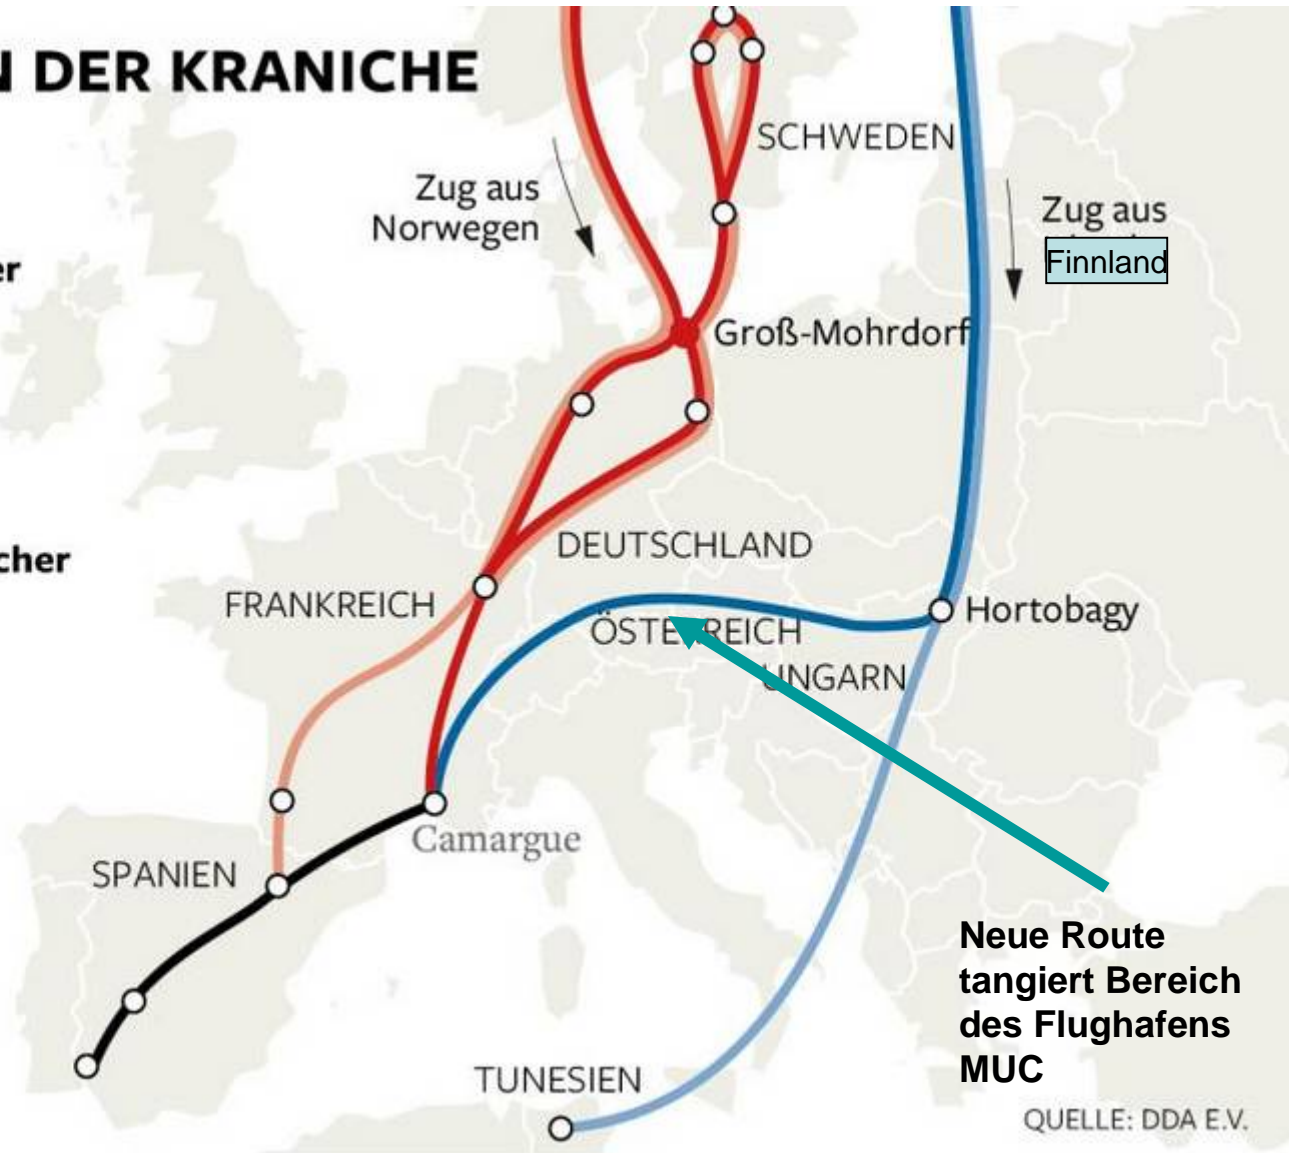 N DER KRANICHE
SCHWEDEN
Zug aus
Norwegen
Zug aus
Finnland
er
Groß-Mohrdorf
DEUTSCHLAND
cher
FRANKREICH
Hortobagy
ÖSTERREICH
UNGARN
Camargue
SPANIEN
Neue Route
tangiert Bereich
des Flughafens
MUC
TUNESIEN
QUELLE: DDA E.V.